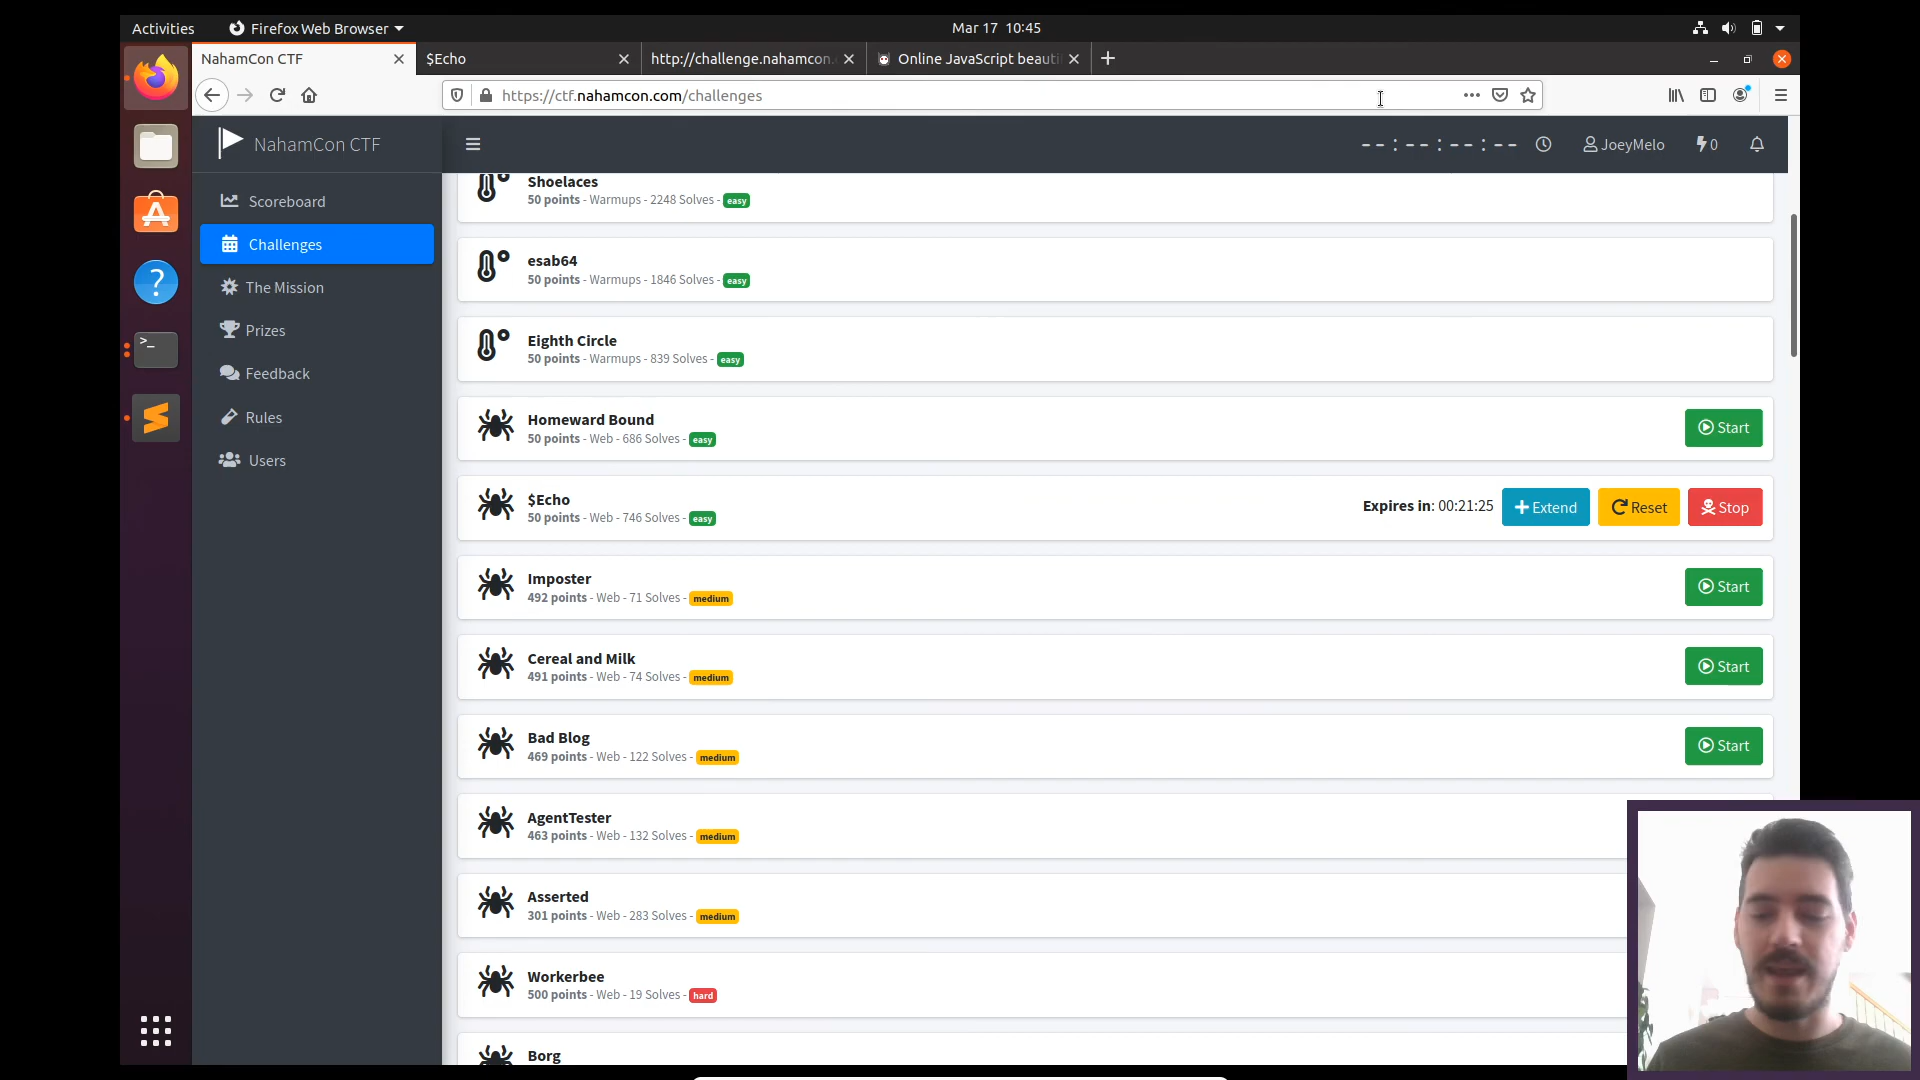 Activities
Firefox Web Browser
Mar 17 10:45
NahamCon CTF
$Echo
http://challenge.nahamcon.
Online JavaScript beauti
https://ctf.nahamcon.com/challenges
NahamCon CTF
-- : -- : -- : --
JoeyMelo
0
Scoreboard
Challenges
The Mission
Prizes
Feedback
Rules
Users
Shoelaces
50 points - Warmups - 2248 Solves - easy
esab64
50 points - Warmups - 1846 Solves - easy
Eighth Circle
50 points - Warmups - 839 Solves - easy
Homeward Bound
50 points - Web - 686 Solves - easy
Start
$Echo
50 points - Web - 746 Solves - easy
Expires in: 00:21:25
Extend
Reset
Stop
Imposter
492 points - Web - 71 Solves - medium
Start
Cereal and Milk
491 points - Web - 74 Solves - medium
Start
Bad Blog
469 points - Web - 122 Solves - medium
Start
AgentTester
463 points - Web - 132 Solves - medium
Asserted
301 points - Web - 283 Solves - medium
Workerbee
500 points - Web - 19 Solves - hard
Borg